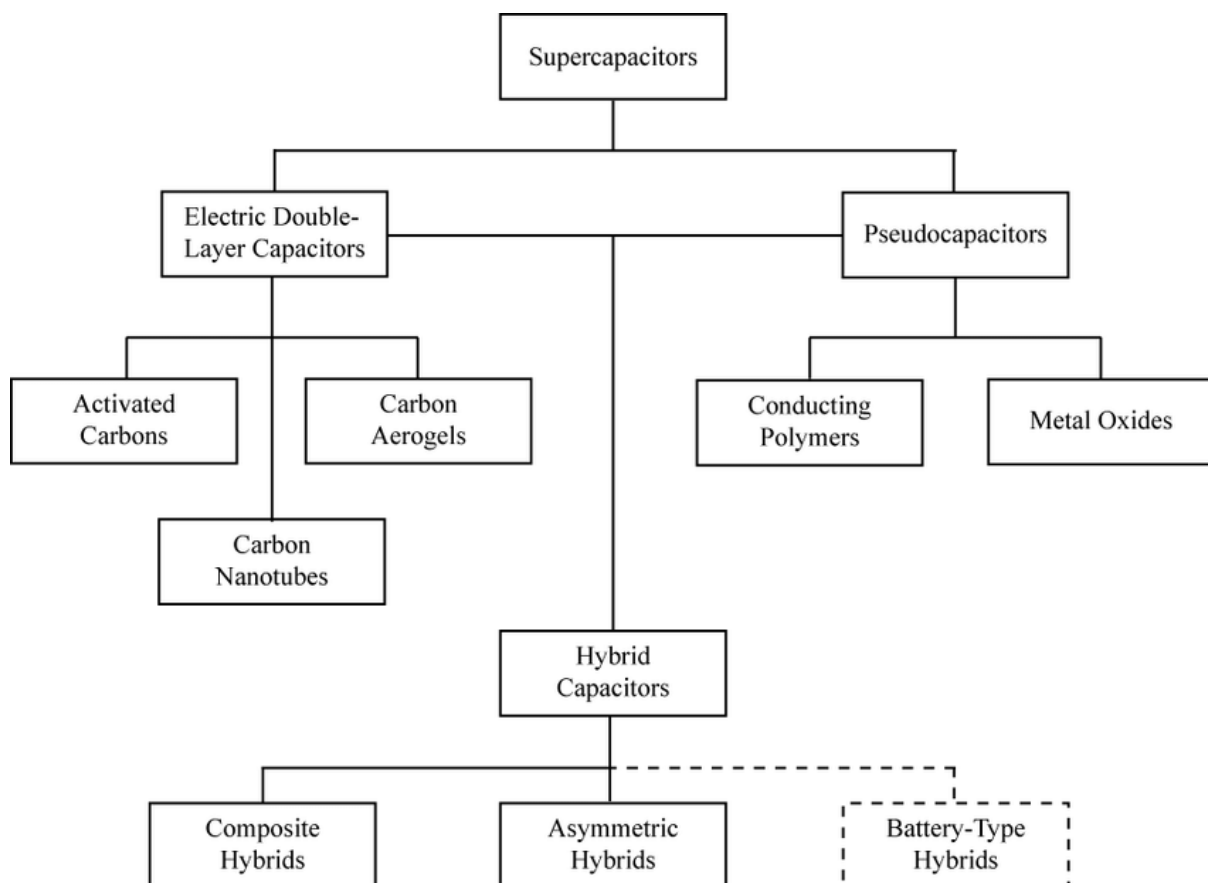 Supercapacitors
Electric Double-
Layer Capacitors
Pseudocapacitors
Activated
Carbons
Carbon
Aerogels
Conducting
Polymers
Metal Oxides
Carbon
Nanotubes
Hybrid
Capacitors
Composite
Hybrids
Asymmetric
Hybrids
Battery-Type
Hybrids